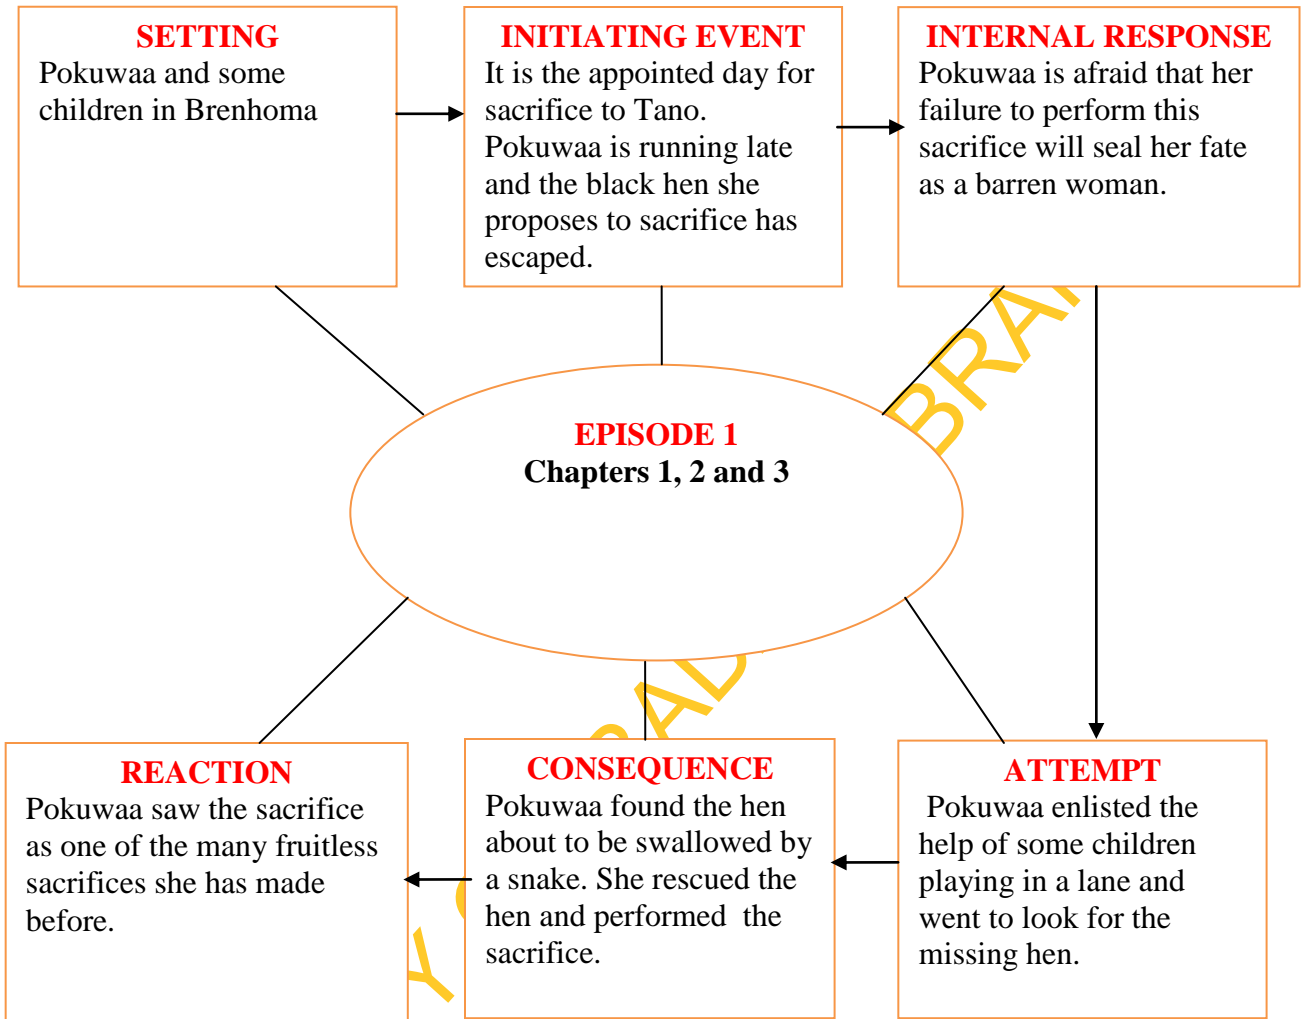 SETTING
Pokuwaa and some
children in Brenhoma
INITIATING EVENT
It is the appointed day for
sacrifice to Tano.
Pokuwaa is running late
and the black hen she
proposes to sacrifice has
escaped.
INTERNAL RESPONSE
Pokuwaa is afraid that her
failure to perform this
sacrifice will seal her fate
as a barren woman.
EPISODE 1
Chapters 1, 2 and 3
REACTION
Pokuwaa saw the sacrifice
as one of the many fruitless
sacrifices she has made
before.
CONSEQUENCE
Pokuwaa found the hen
about to be swallowed by
a snake. She rescued the
hen and performed the
sacrifice.
ATTEMPT
Pokuwaa enlisted the
help of some children
playing in a lane and
went to look for the
missing hen.